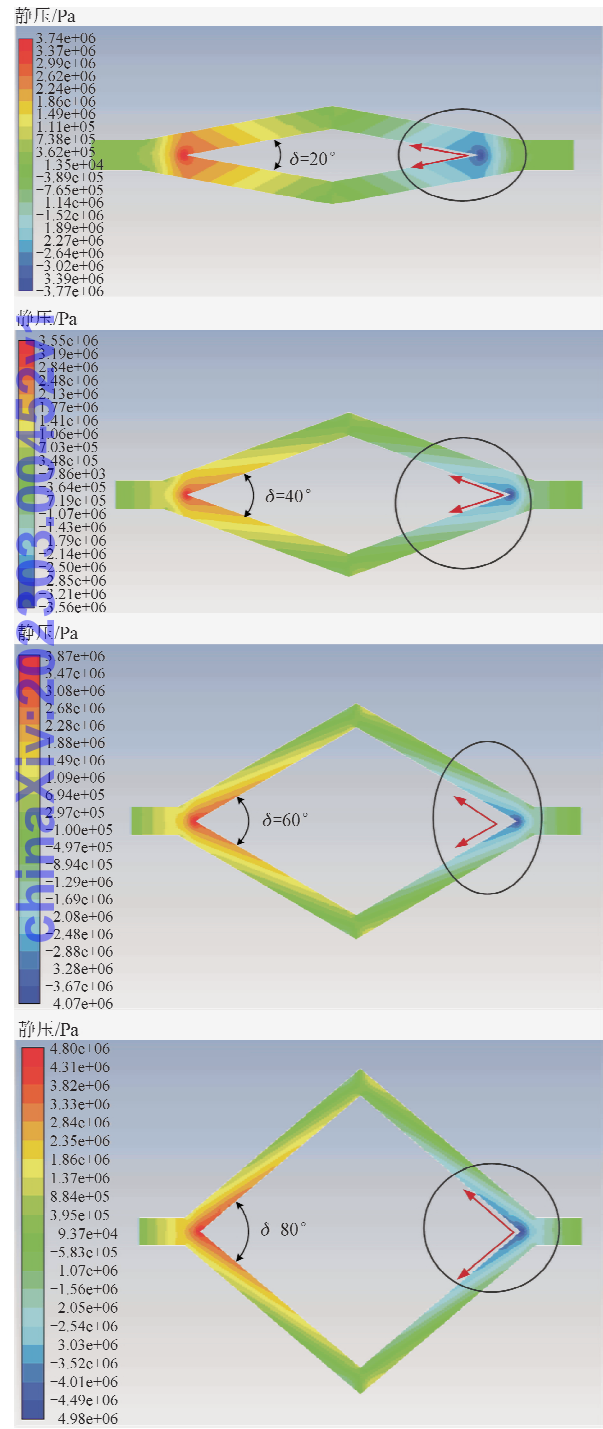 静压/Pa
3.74e+06
3.37e+06
2.99c+06
2.62e+06
2.24e+06
1.86c+06
1.49e+06
1.11e+05
7.38e+05
3.62e+05
1.35e+04
−3.89e+05
−7.65e+05
1.14e+06
−1.52e+06
1.89e+06
2.27e+06
−2.64e+06
−3.02e+06
3.39e+06
−3.77e+06
δ=20°
静压/Pa
3.55c+06
3.19e+06
2.84e+06
2.48c+06
2.13e+06
1.77e+06
1.41e+06
1.06e+06
7.03e+05
3.48c+05
−7.86e+03
−3.64e+05
7.19e+05
−1.07e+06
−1.43e+06
1.79e+06
−2.14e+06
−2.50e+06
2.85c+06
−3.21e+06
−3.56e+06
δ=40°
静压/Pa
3.87e+06
3.47c+06
3.08e+06
2.68c+06
2.28c+06
1.88e+06
1.49e+06
1.09e+06
6.94e+05
2.97c+05
−1.00e+05
−4.97e+05
−8.94e+05
−1.29e+06
−1.69e+06
2.08e+06
−2.48e+06
−2.88e+06
3.28e+06
−3.67e+06
4.07e+06
δ=60°
静压/Pa
4.80c+06
4.31e+06
3.82e+06
3.33e+06
2.84e+06
2.35e+06
1.86e+06
1.37e+06
8.84e+05
3.95e+05
9.37e+04
−5.83e+05
1.07e+06
−1.56e+06
2.05e+06
−2.54e+06
3.03e+06
−3.52e+06
−4.01e+06
−4.49e+06
4.98e+06
δ 80°
chinaXiv:202303.00452v1